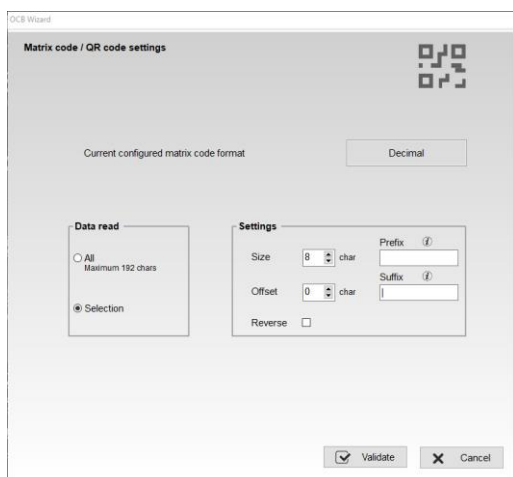 OCB Wizard
Matrix code / QR code settings
Current configured matrix code format
Decimal
Data read
All
Maximum 192 chars
Selection
Settings
Size 8 char
Prefix
Offset 0 char
Suffix
Reverse
Validate
Cancel